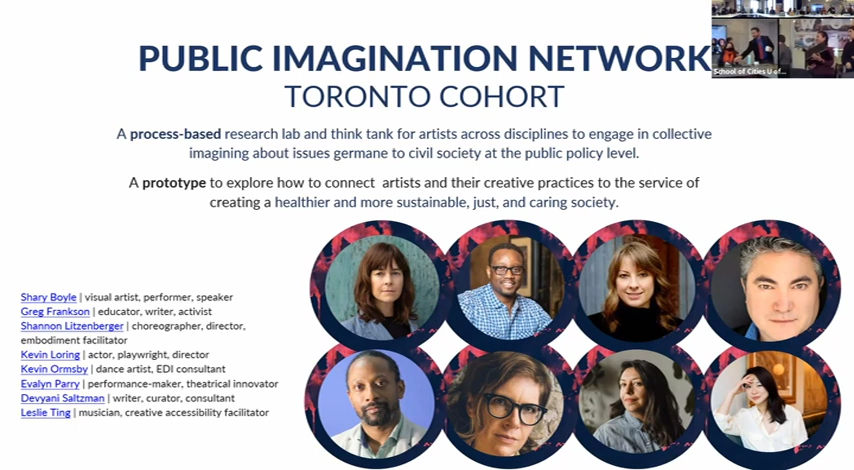 PUBLIC IMAGINATION NETWORK
TORONTO COHORT
A process-based research lab and think tank for artists across disciplines to engage in collective
imagining about issues germane to civil society at the public policy level.
A prototype to explore how to connect artists and their creative practices to the service of
creating a healthier and more sustainable, just, and caring society.
Shary Boyle | visual artist, performer, speaker
Greg Frankson | educator, writer, activist
Shannon Litzenberger | choreographer, director,
embodiment facilitator
Kevin Loring | actor, playwright, director
Kevin Ormsby | dance artist, EDI consultant
Evalyn Parry | performance-maker, theatrical innovator
Devyani Saltzman | writer, curator, consultant
Leslie Ting | musician, creative accessibility facilitator
School of Cities U of...